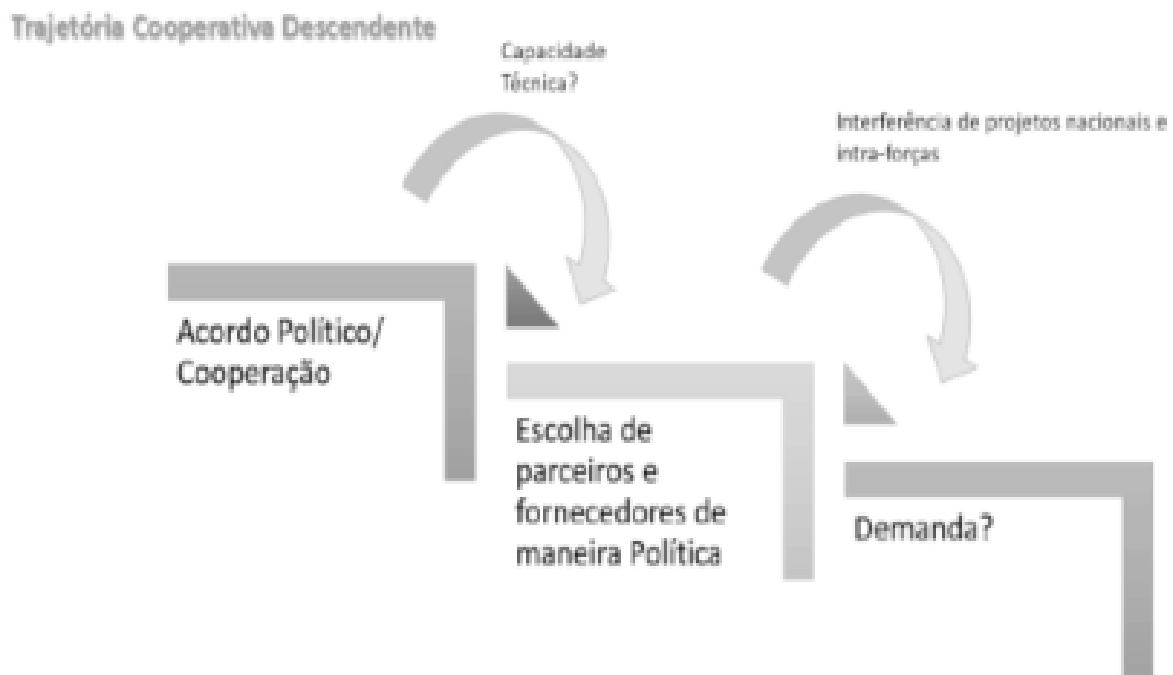 Trajetória Cooperativa Descendente
Capacidade
Técnica?
Interferência de projetos nacionais e
intra-forças
Acordo Político/
Cooperação
Escolha de
parceiros e
fornecedores de
maneira Política
Demanda?